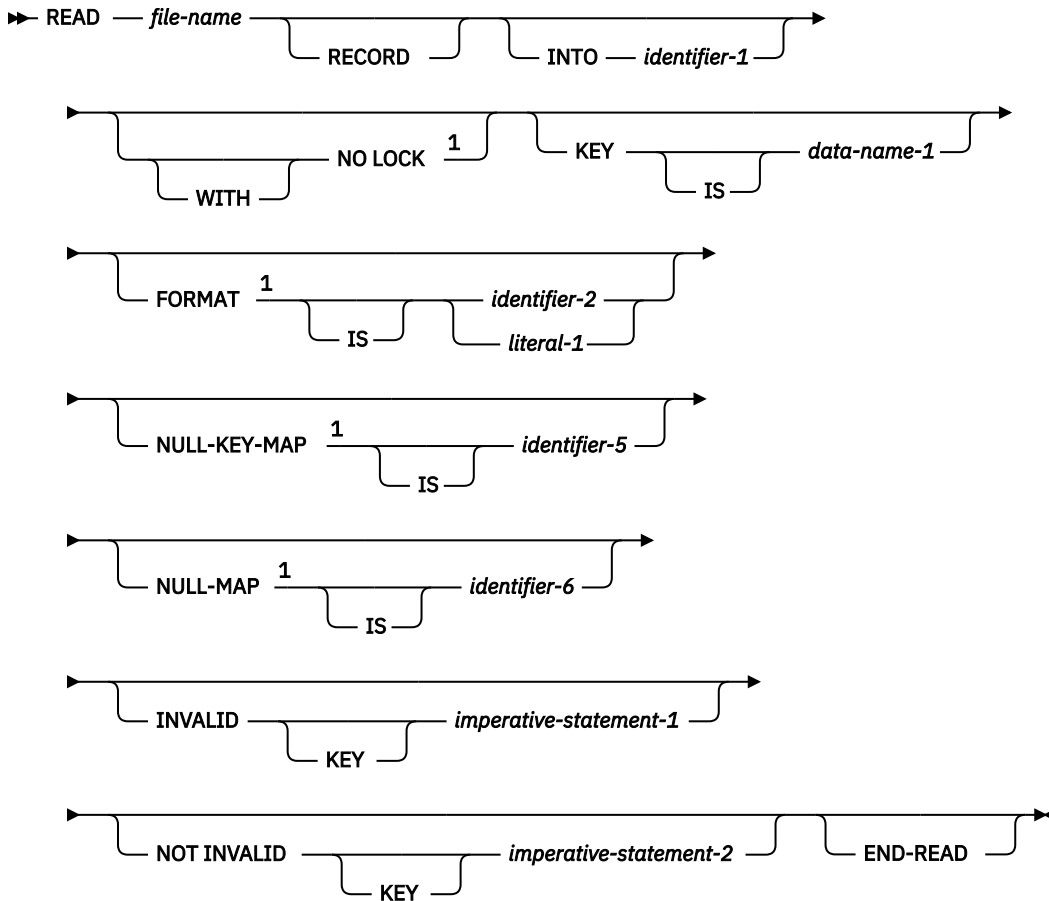 READ file-name
RECORD INTO identifier-1
NO LOCK 1 KEY data-name-1
WITH IS
FORMAT 1 identifier-2
IS literal-1
NULL-KEY-MAP 1 identifier-5
IS
NULL-MAP 1 identifier-6
IS
INVALID imperative-statement-1
KEY
NOT INVALID imperative-statement-2 END-READ
KEY